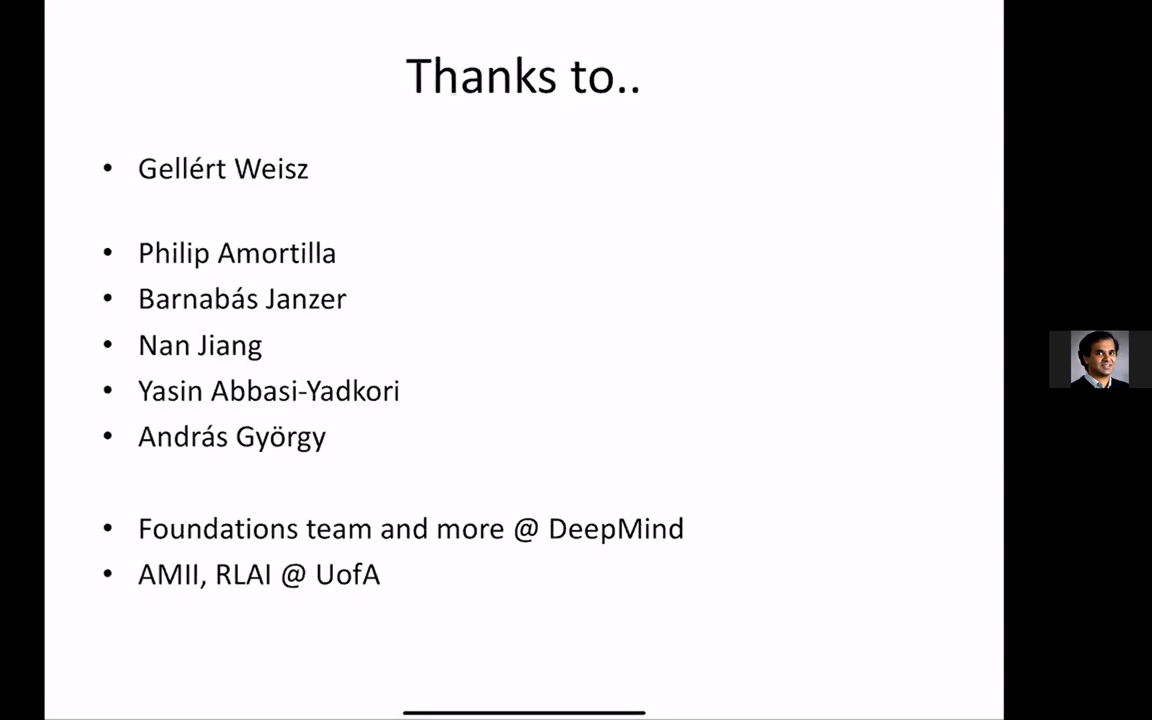 Thanks to..
• Gellért Weisz
• Philip Amortilla
• Barnabás Janzer
• Nan Jiang
• Yasin Abbasi-Yadkori
• András György
• Foundations team and more @ DeepMind
• AMII, RLAI @ UofA